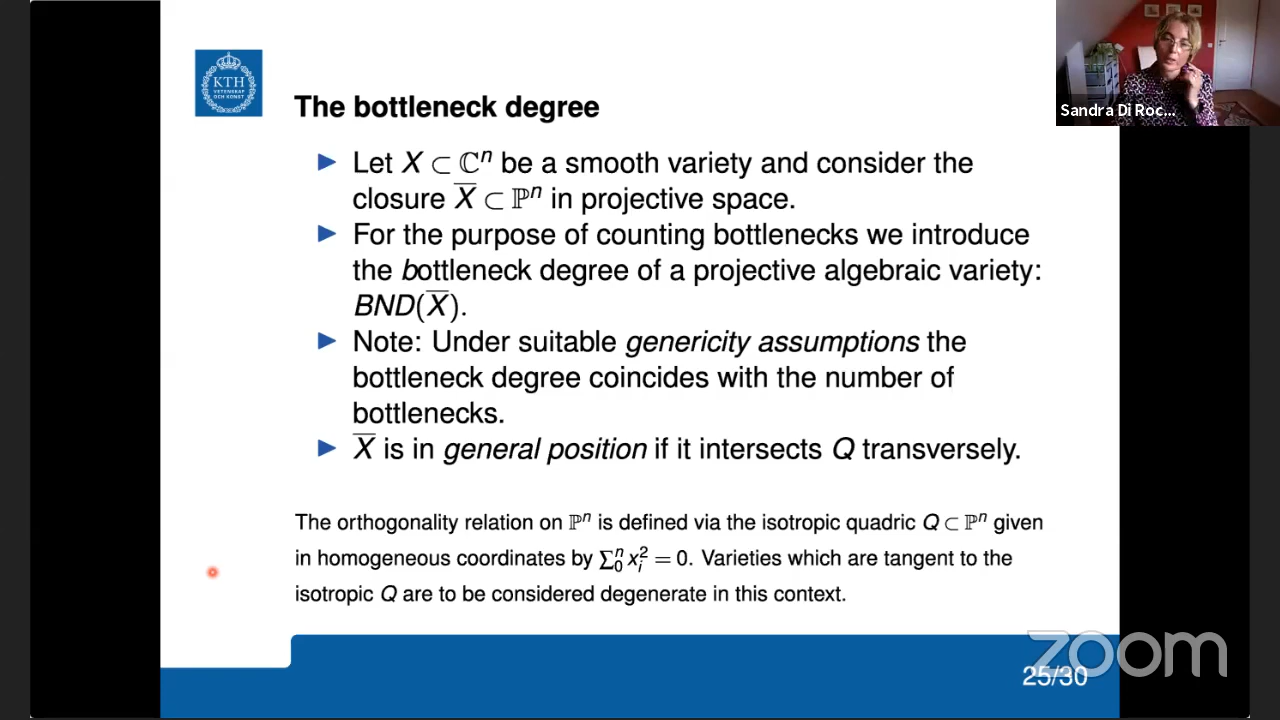 KTH
VETENSKAP
OCH KONST
Sandra Di Roc...
The bottleneck degree
▶ Let X ⊂ ℂⁿ be a smooth variety and consider the
closure X̅ ⊂ ℙⁿ in projective space.
▶ For the purpose of counting bottlenecks we introduce
the bottleneck degree of a projective algebraic variety:
BND(X̅).
▶ Note: Under suitable genericity assumptions the
bottleneck degree coincides with the number of
bottlenecks.
▶ X̅ is in general position if it intersects Q transversely.
The orthogonality relation on ℙⁿ is defined via the isotropic quadric Q ⊂ ℙⁿ given
in homogeneous coordinates by ∑₀ⁿ xᵢ² = 0. Varieties which are tangent to the
isotropic Q are to be considered degenerate in this context.
zoom
25/30